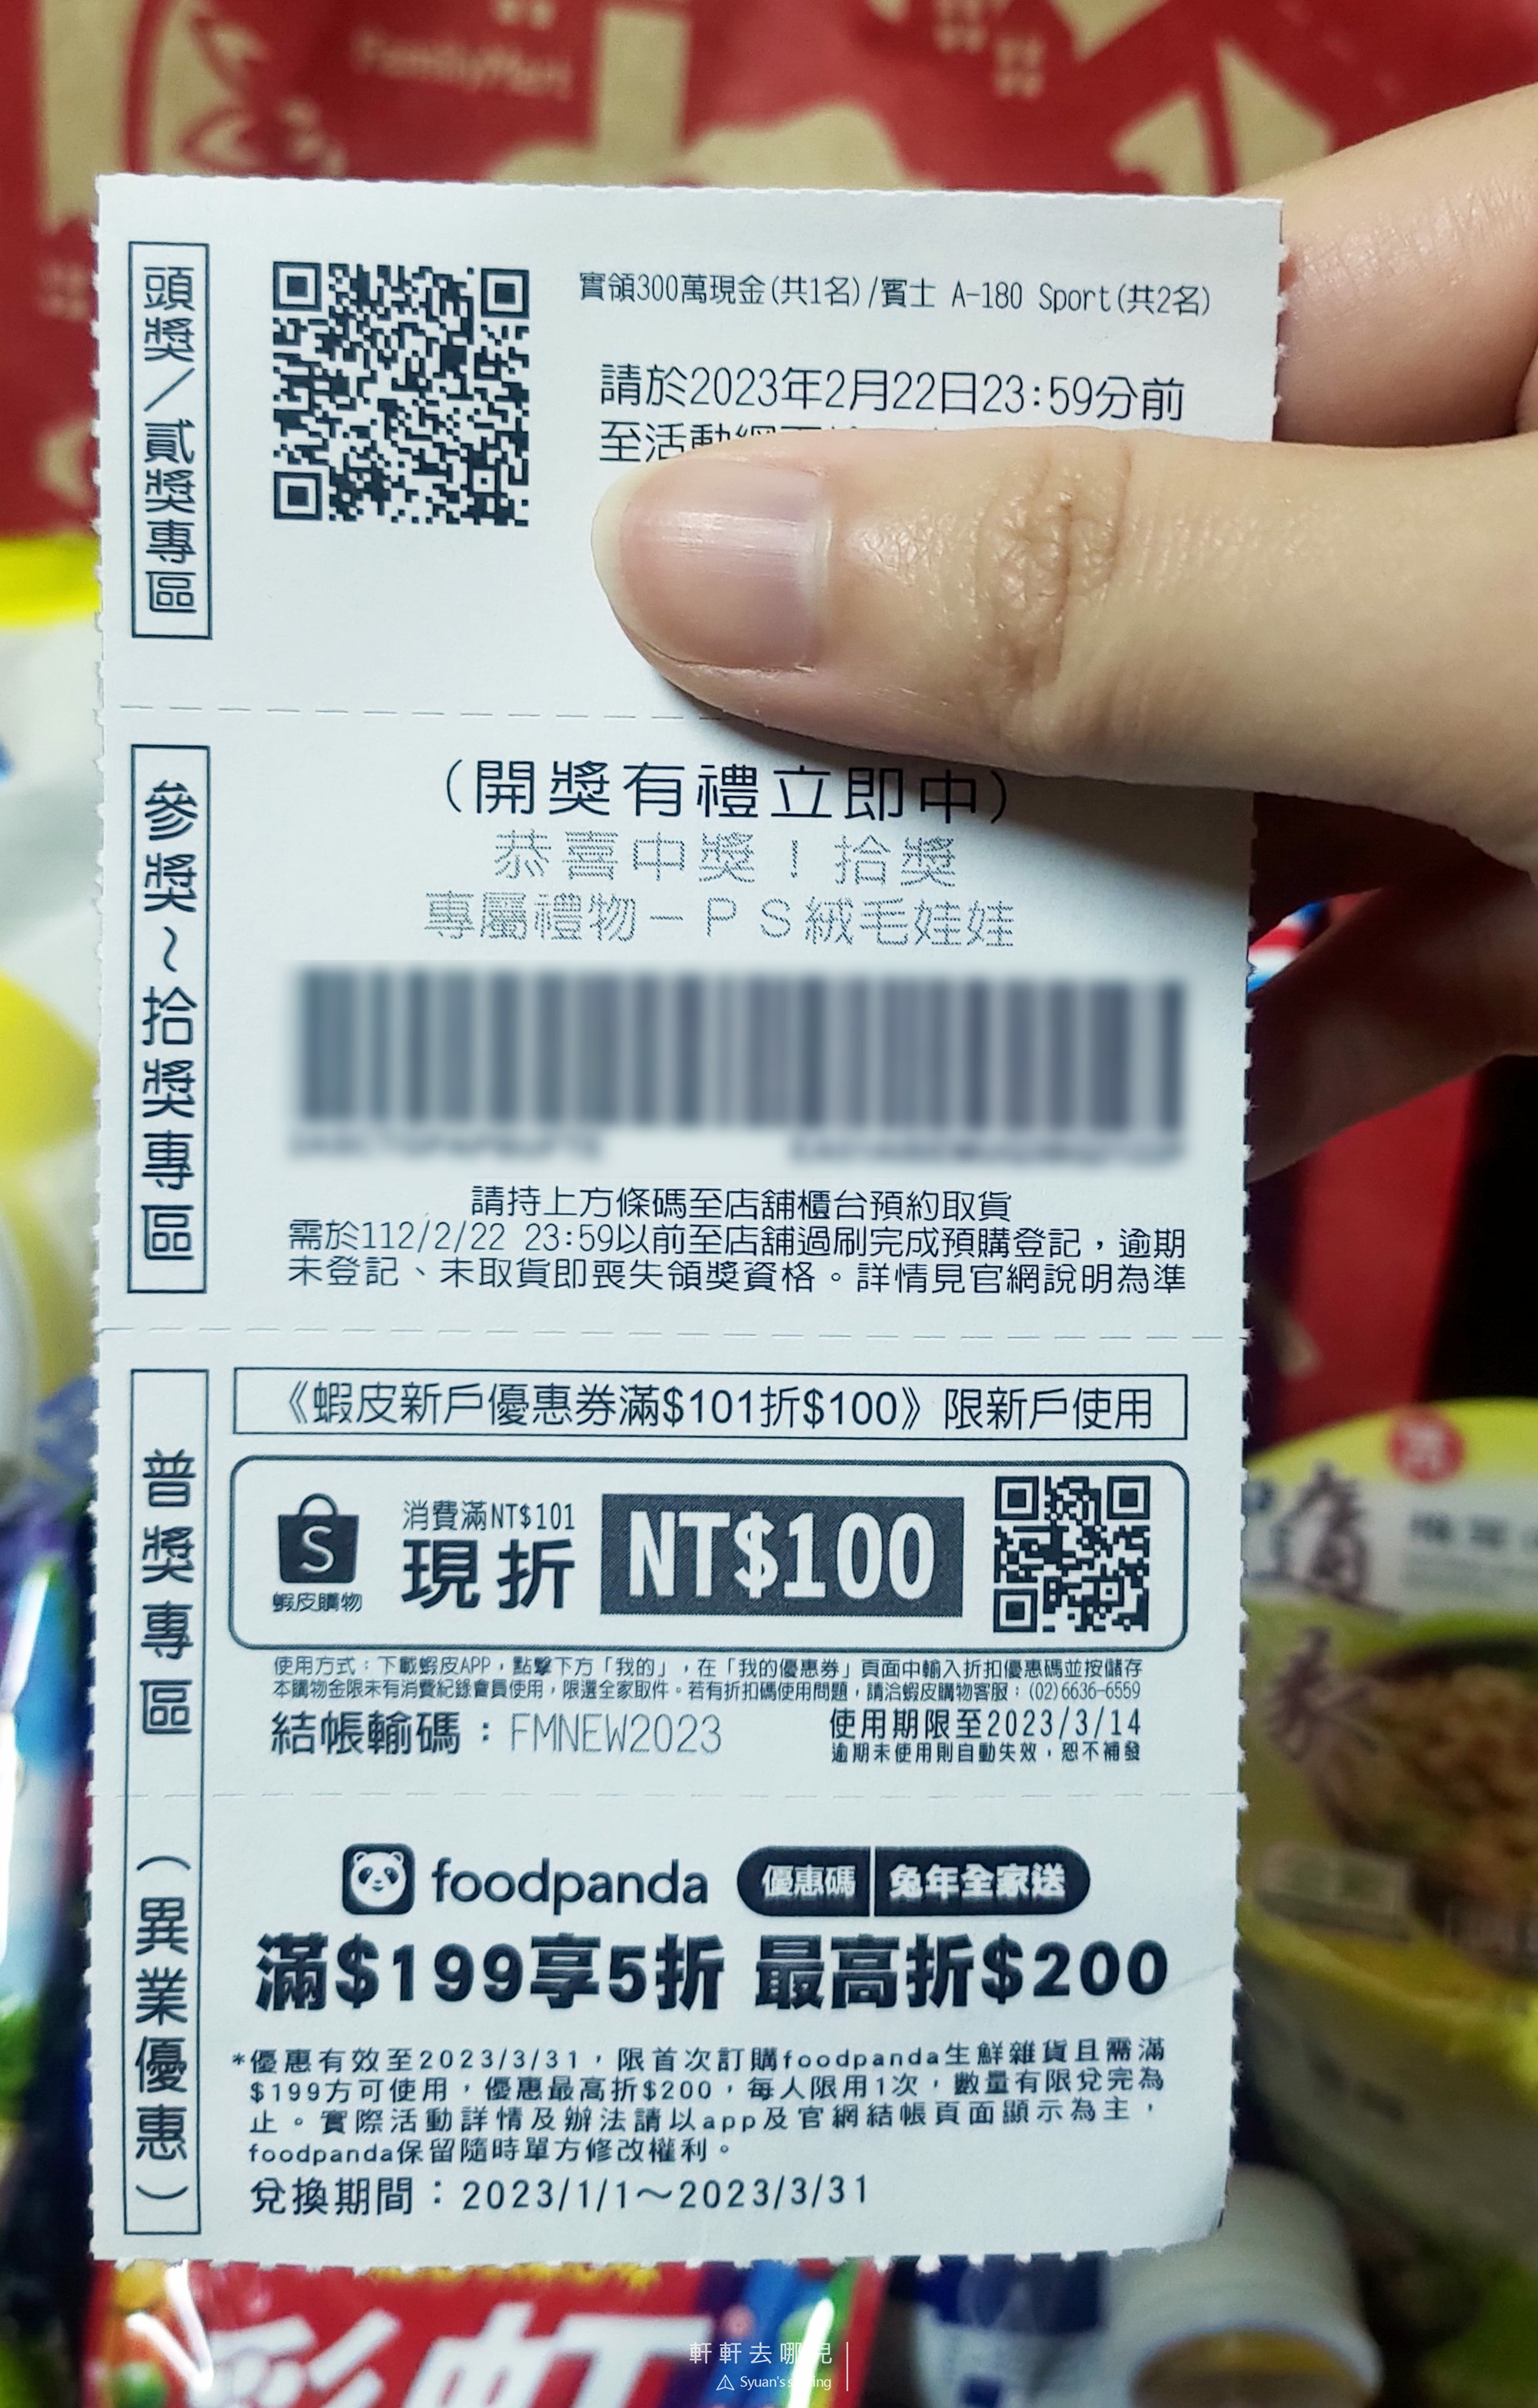 FamilyMart
頭獎/貳獎專區
實領300萬現金(共1名)/賓士 A-180 Sport(共2名)
請於2023年2月22日23:59分前
至活動網
參獎~拾獎專區
(開獎有禮立即中)
恭喜中獎!拾獎
專屬禮物-PS絨毛娃娃
請持上方條碼至店舖櫃台預約取貨
需於112/2/22 23:59以前至店舖過刷完成預購登記,逾期
未登記、未取貨即喪失領獎資格。詳情見官網說明為準
普獎專區(異業優惠)
《蝦皮新戶優惠券滿$101折$100》限新戶使用
S
蝦皮購物
消費滿NT$101
現折
NT$100
使用方式:下載蝦皮APP,點擊下方「我的」,在「我的優惠券」頁面中輸入折扣優惠碼並按儲存
本購物金限未有消費紀錄會員使用,限選全家取件。若有折扣碼使用問題,請洽蝦皮購物客服:(02)6636-6559
結帳輸碼:FMNEW2023
使用期限至2023/3/14
逾期未使用則自動失效,恕不補發
foodpanda 優惠碼 兔年全家送
滿$199享5折 最高折$200
*優惠有效至2023/3/31,限首次訂購foodpanda生鮮雜貨且需滿
$199方可使用,優惠最高折$200,每人限用1次,數量有限兌完為
止。實際活動詳情及辦法請以app及官網結帳頁面顯示為主,
foodpanda保留隨時單方修改權利。
兌換期間:2023/1/1~2023/3/31
彩虹
軒軒去哪兒